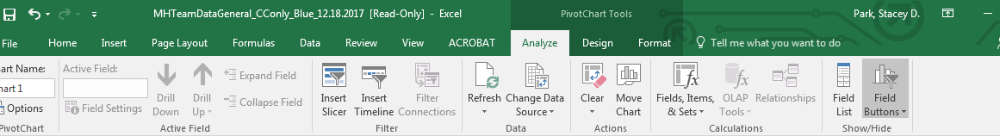 MHTeamDataGeneral_CConly_Blue_12.18.2017 [Read-Only] - Excel
PivotChart Tools
Park, Stacey D.
File Home Insert Page Layout Formulas Data Review View ACROBAT Analyze Design Format Tell me what you want to do
art Name:
art 1
Options
PivotChart
Active Field:
Field Settings
Drill Down
Drill Up
Expand Field
Collapse Field
Active Field
Insert Slicer
Insert Timeline
Filter Connections
Filter
Refresh
Change Data Source
Data
Clear
Move Chart
Actions
Fields, Items, & Sets
OLAP Tools
Relationships
Calculations
Field List
Field Buttons
Show/Hide